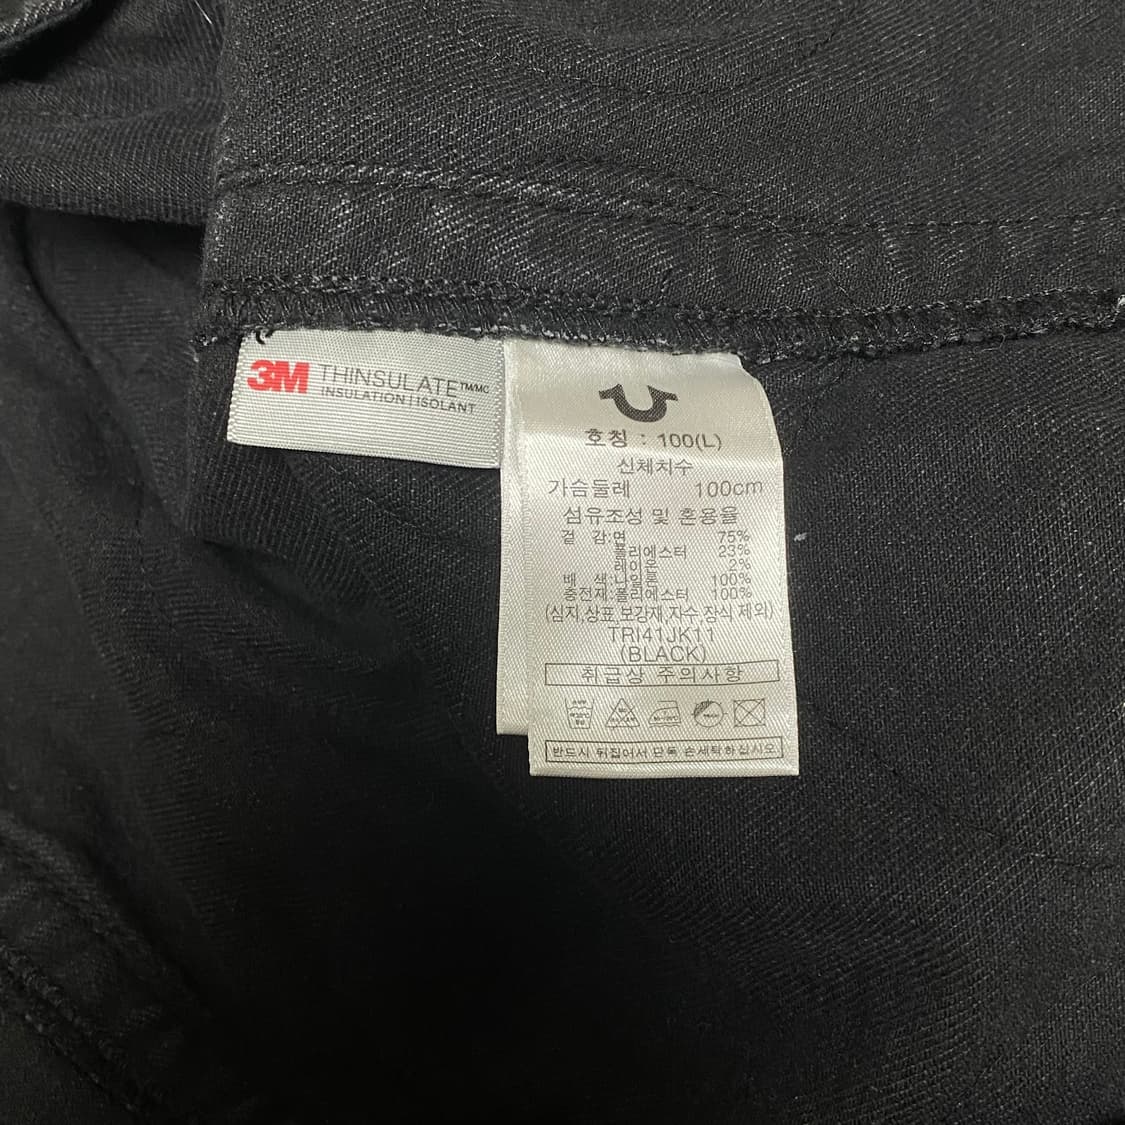 3M THINSULATE™/MC
INSULATION | ISOLANT
호칭 : 100(L)
신체치수
가슴둘레 100cm
섬유조성 및 혼용율
겉 감:면 75%
폴리에스터 23%
레이온 2%
배 색:나일론 100%
충전재:폴리에스터 100%
(심지,상표,보강재,자수,장식 제외)
TRI41JK11
(BLACK)
취급상 주의사항
반드시 뒤집어서 단독 손세탁하십시오